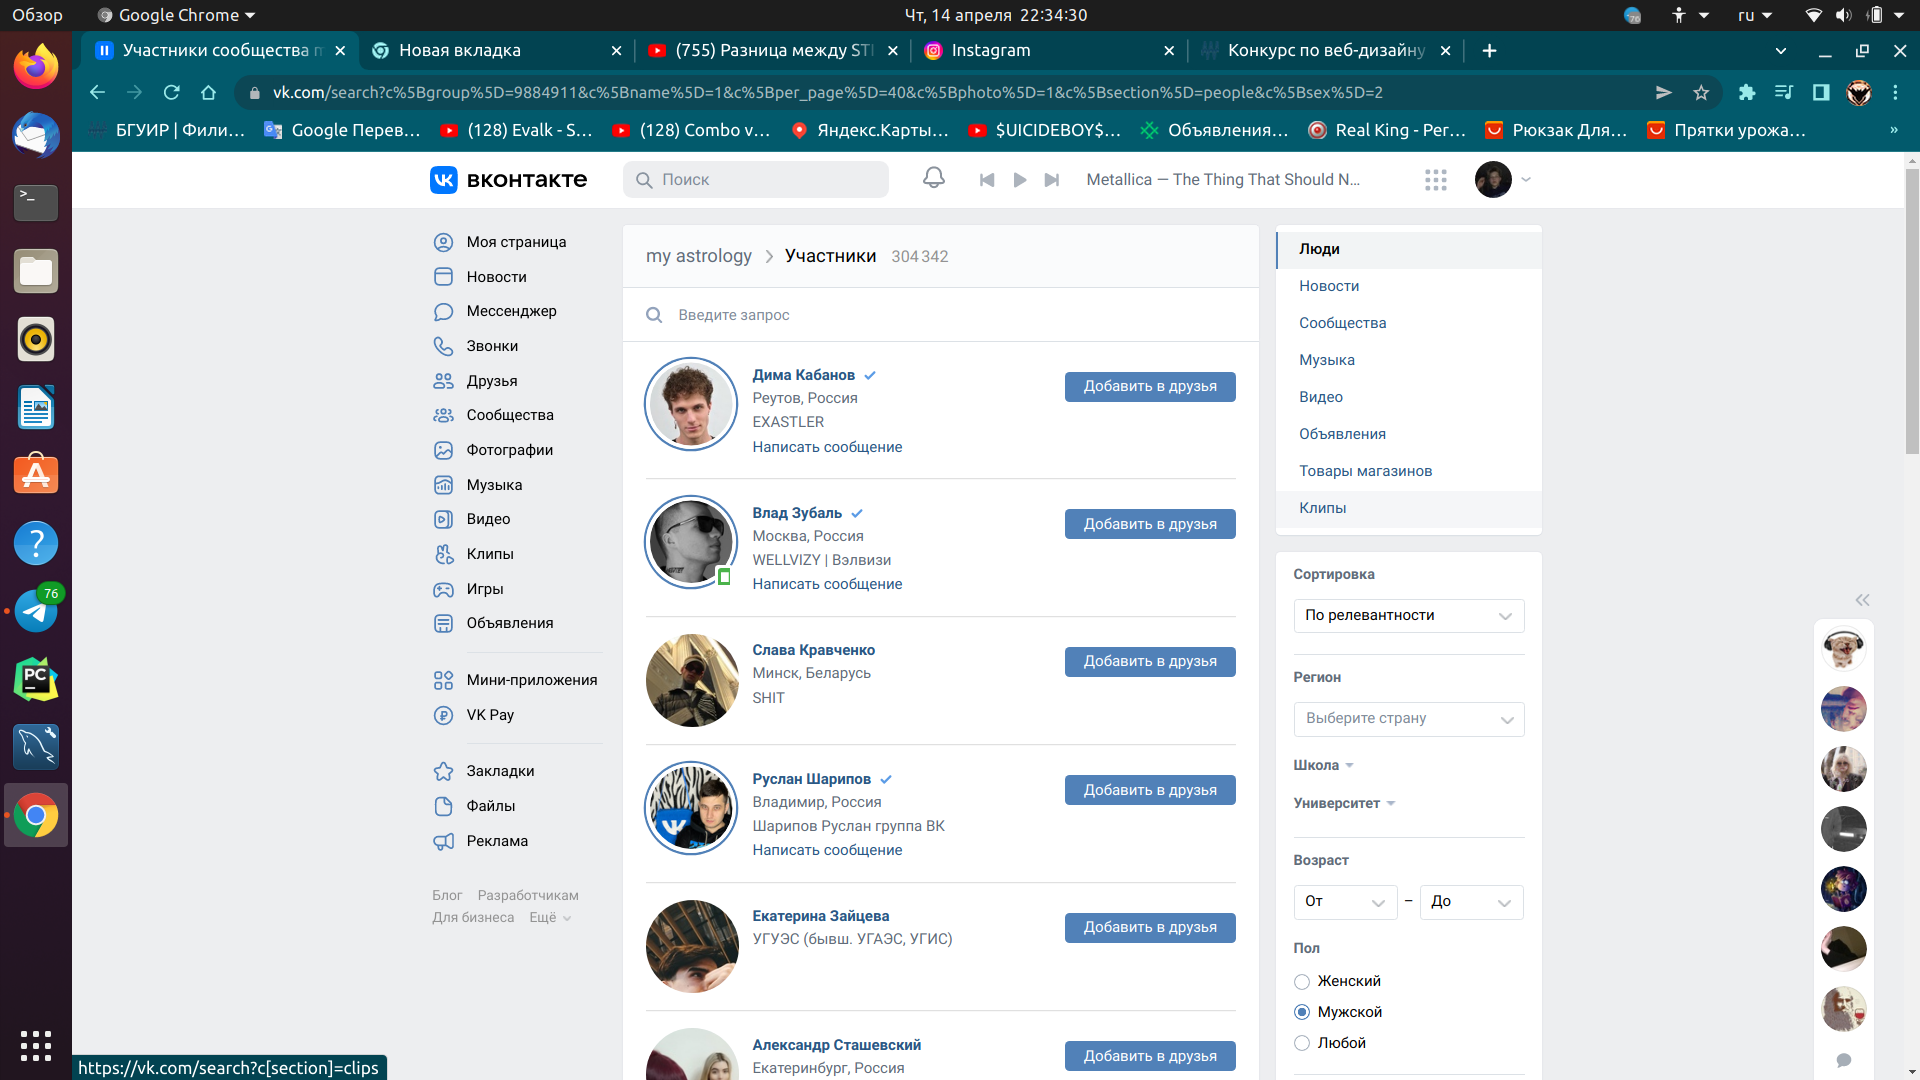 Обзор
Google Chrome
Чт, 14 апреля 22:34:30
76
ru
Участники сообщества m
Новая вкладка
(755) Разница между STI
Instagram
Конкурс по веб-дизайну
vk.com/search?c%5Bgroup%5D=9884911&c%5Bname%5D=1&c%5Bper_page%5D=40&c%5Bphoto%5D=1&c%5Bsection%5D=people&c%5Bsex%5D=2
БГУИР | Фили...
Google Перев...
(128) Evalk - S...
(128) Combo v...
Яндекс.Карты...
$UICIDEBOY$...
Объявления...
Real King - Per...
Рюкзак Для...
Прятки урожа...
»
вконтакте
Поиск
Metallica — The Thing That Should N...
Моя страница
Новости
Мессенджер
Звонки
Друзья
Сообщества
Фотографии
Музыка
Видео
Клипы
Игры
Объявления
Мини-приложения
VK Pay
Закладки
Файлы
Реклама
Блог Разработчикам
Для бизнеса Ещё
my astrology
Участники 304 342
Введите запрос
Дима Кабанов
Реутов, Россия
EXASTLER
Написать сообщение
Добавить в друзья
Влад Зубаль
Москва, Россия
WELLVIZY | Вэлвизи
Написать сообщение
Добавить в друзья
Слава Кравченко
Минск, Беларусь
SHIT
Добавить в друзья
Руслан Шарипов
Владимир, Россия
Шарипов Руслан группа ВК
Написать сообщение
Добавить в друзья
Екатерина Зайцева
УГУЭС (бывш. УГАЭС, УГИС)
Добавить в друзья
Александр Сташевский
Екатеринбург, Россия
Добавить в друзья
Люди
Новости
Сообщества
Музыка
Видео
Объявления
Товары магазинов
Клипы
Сортировка
По релевантности
Регион
Выберите страну
Школа
Университет
Возраст
От – До
Пол
Женский
Мужской
Любой
76
PC
https://vk.com/search?c[section]=clips